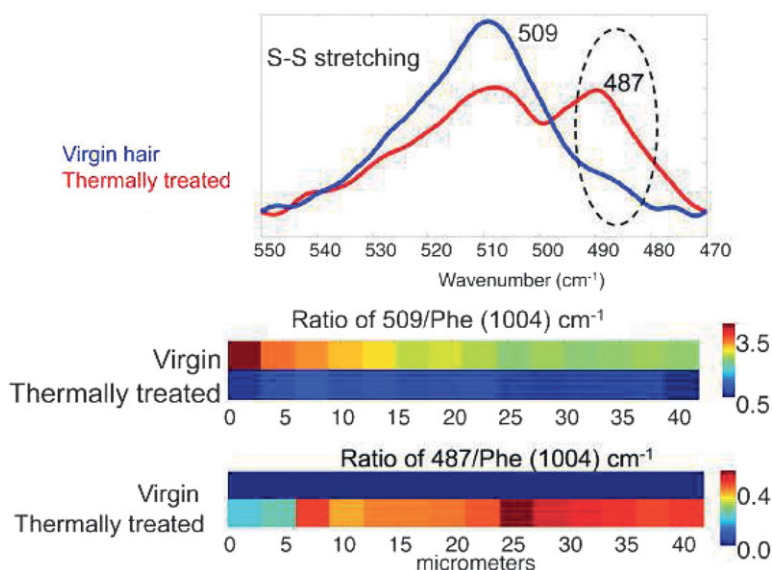 S-S stretching
509
487
Virgin hair
Thermally treated
550 540 530 520 510 500 490 480 470
Wavenumber (cm⁻¹)
Ratio of 509/Phe (1004) cm⁻¹
Virgin
Thermally treated
3.5
0.5
0 5 10 15 20 25 30 35 40
Ratio of 487/Phe (1004) cm⁻¹
Virgin
Thermally treated
0.4
0.0
0 5 10 15 20 25 30 35 40
micrometers